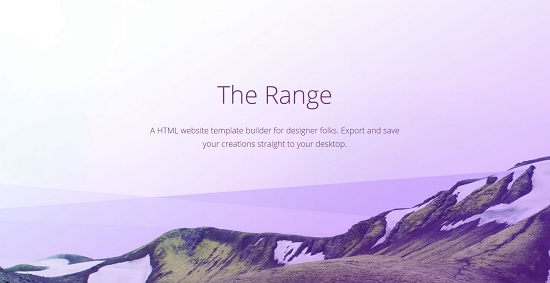 The Range
A HTML website template builder for designer folks. Export and save
your creations straight to your desktop.